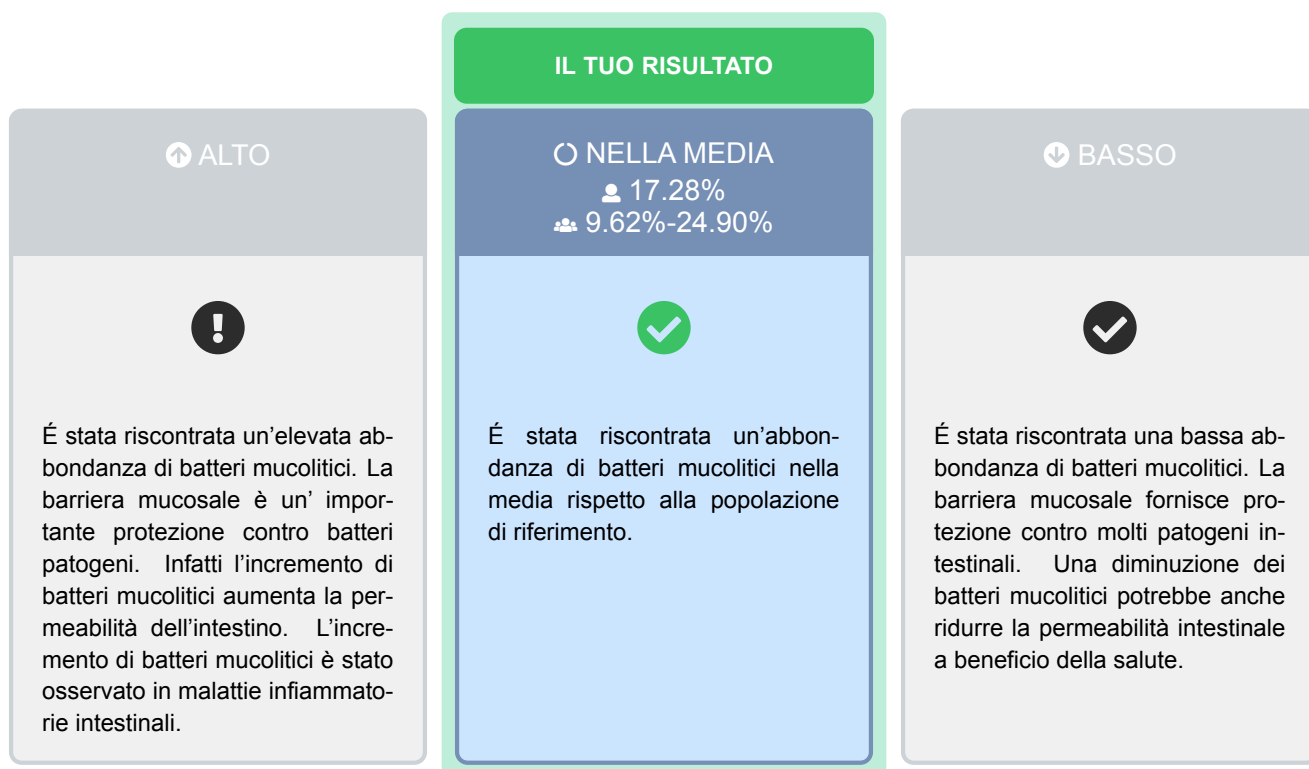 IL TUO RISULTATO
ALTO
É stata riscontrata un'elevata ab-
bondanza di batteri mucolitici. La
barriera mucosale è un' impor-
tante protezione contro batteri
patogeni. Infatti l'incremento di
batteri mucolitici aumenta la per-
meabilità dell'intestino. L'incre-
mento di batteri mucolitici è stato
osservato in malattie infiammato-
rie intestinali.
NELLA MEDIA
17.28%
9.62%-24.90%
É stata riscontrata un'abbon-
danza di batteri mucolitici nella
media rispetto alla popolazione
di riferimento.
BASSO
É stata riscontrata una bassa ab-
bondanza di batteri mucolitici. La
barriera mucosale fornisce pro-
tezione contro molti patogeni in-
testinali. Una diminuzione dei
batteri mucolitici potrebbe anche
ridurre la permeabilità intestinale
a beneficio della salute.